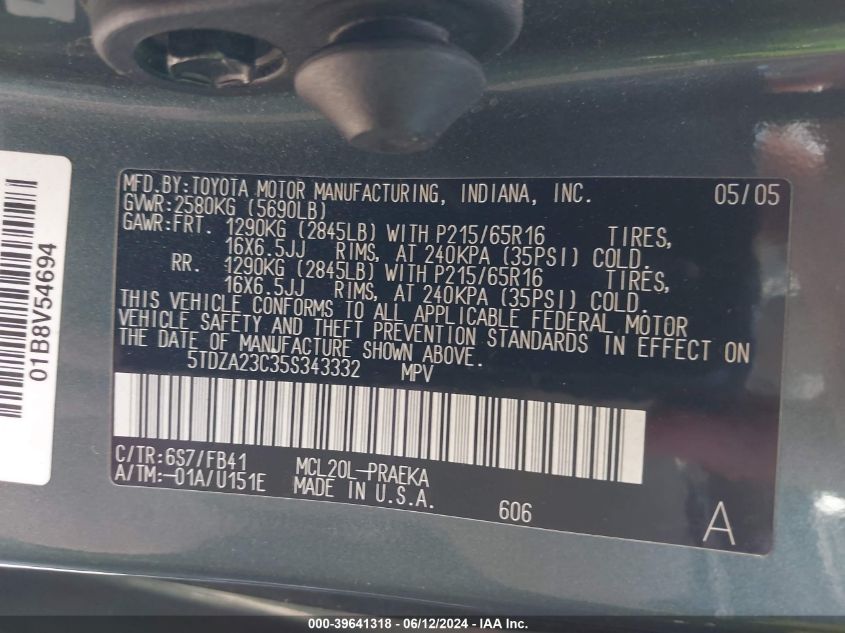 MFD.BY:TOYOTA MOTOR MANUFACTURING, INDIANA, INC. 05/05
GVWR:2580KG (5690LB)
GAWR:FRT. 1290KG (2845LB) WITH P215/65R16 TIRES,
16X6.5JJ RIMS, AT 240KPA (35PSI) COLD.
RR. 1290KG (2845LB) WITH P215/65R16 TIRES,
16X6.5JJ RIMS, AT 240KPA (35PSI) COLD.
THIS VEHICLE CONFORMS TO ALL APPLICABLE FEDERAL MOTOR
VEHICLE SAFETY AND THEFT PREVENTION STANDARDS IN EFFECT ON
THE DATE OF MANUFACTURE SHOWN ABOVE.
5TDZA23C35S343332 MPV
C/TR:6S7/FB41 MCL20L-PRAEKA
A/TM:-01A/U151E MADE IN U.S.A.
606 A
01B8V54694
000-39641318 - 06/12/2024 - IAA Inc.